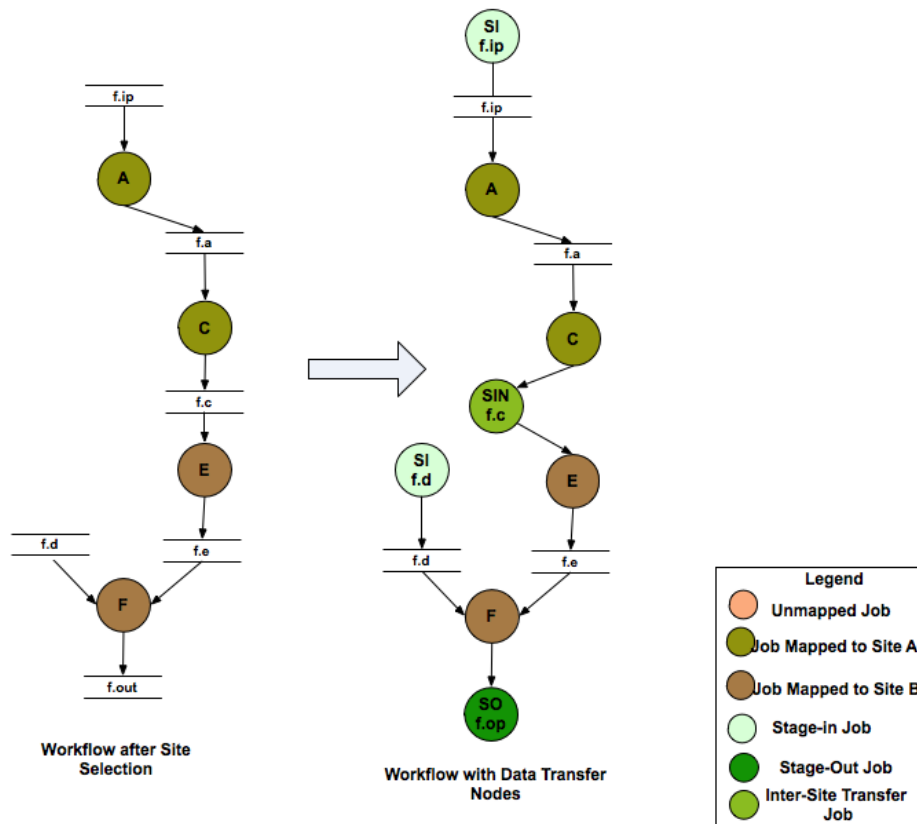 f.ip
A
f.a
C
f.c
E
f.d
f.e
F
f.out
Workflow after Site
Selection
SI
f.ip
f.ip
A
f.a
C
SIN
f.c
SI
f.d
E
f.d
f.e
F
SO
f.op
Workflow with Data Transfer
Nodes
Legend
Unmapped Job
Job Mapped to Site A
Job Mapped to Site B
Stage-in Job
Stage-Out Job
Inter-Site Transfer
Job